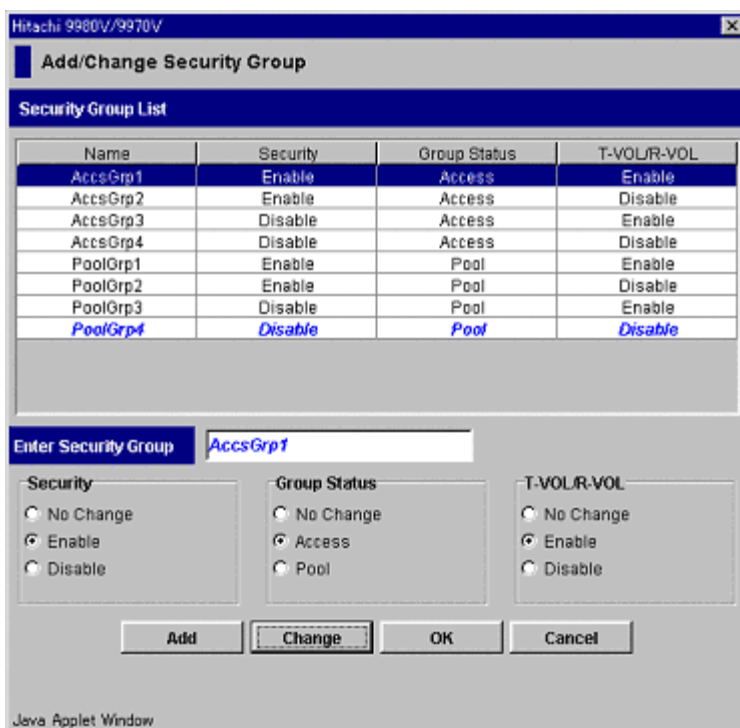 Hitachi 9980V/9970V
Add/Change Security Group
Security Group List
Name Security Group Status T-VOL/R-VOL
AccsGrp1 Enable Access Enable
AccsGrp2 Enable Access Disable
AccsGrp3 Disable Access Enable
AccsGrp4 Disable Access Disable
PoolGrp1 Enable Pool Enable
PoolGrp2 Enable Pool Disable
PoolGrp3 Disable Pool Enable
PoolGrp4 Disable Pool Disable
Enter Security Group AccsGrp1
Security Group Status T-VOL/R-VOL
No Change No Change No Change
Enable Access Enable
Disable Pool Disable
Add Change OK Cancel
Java Applet Window